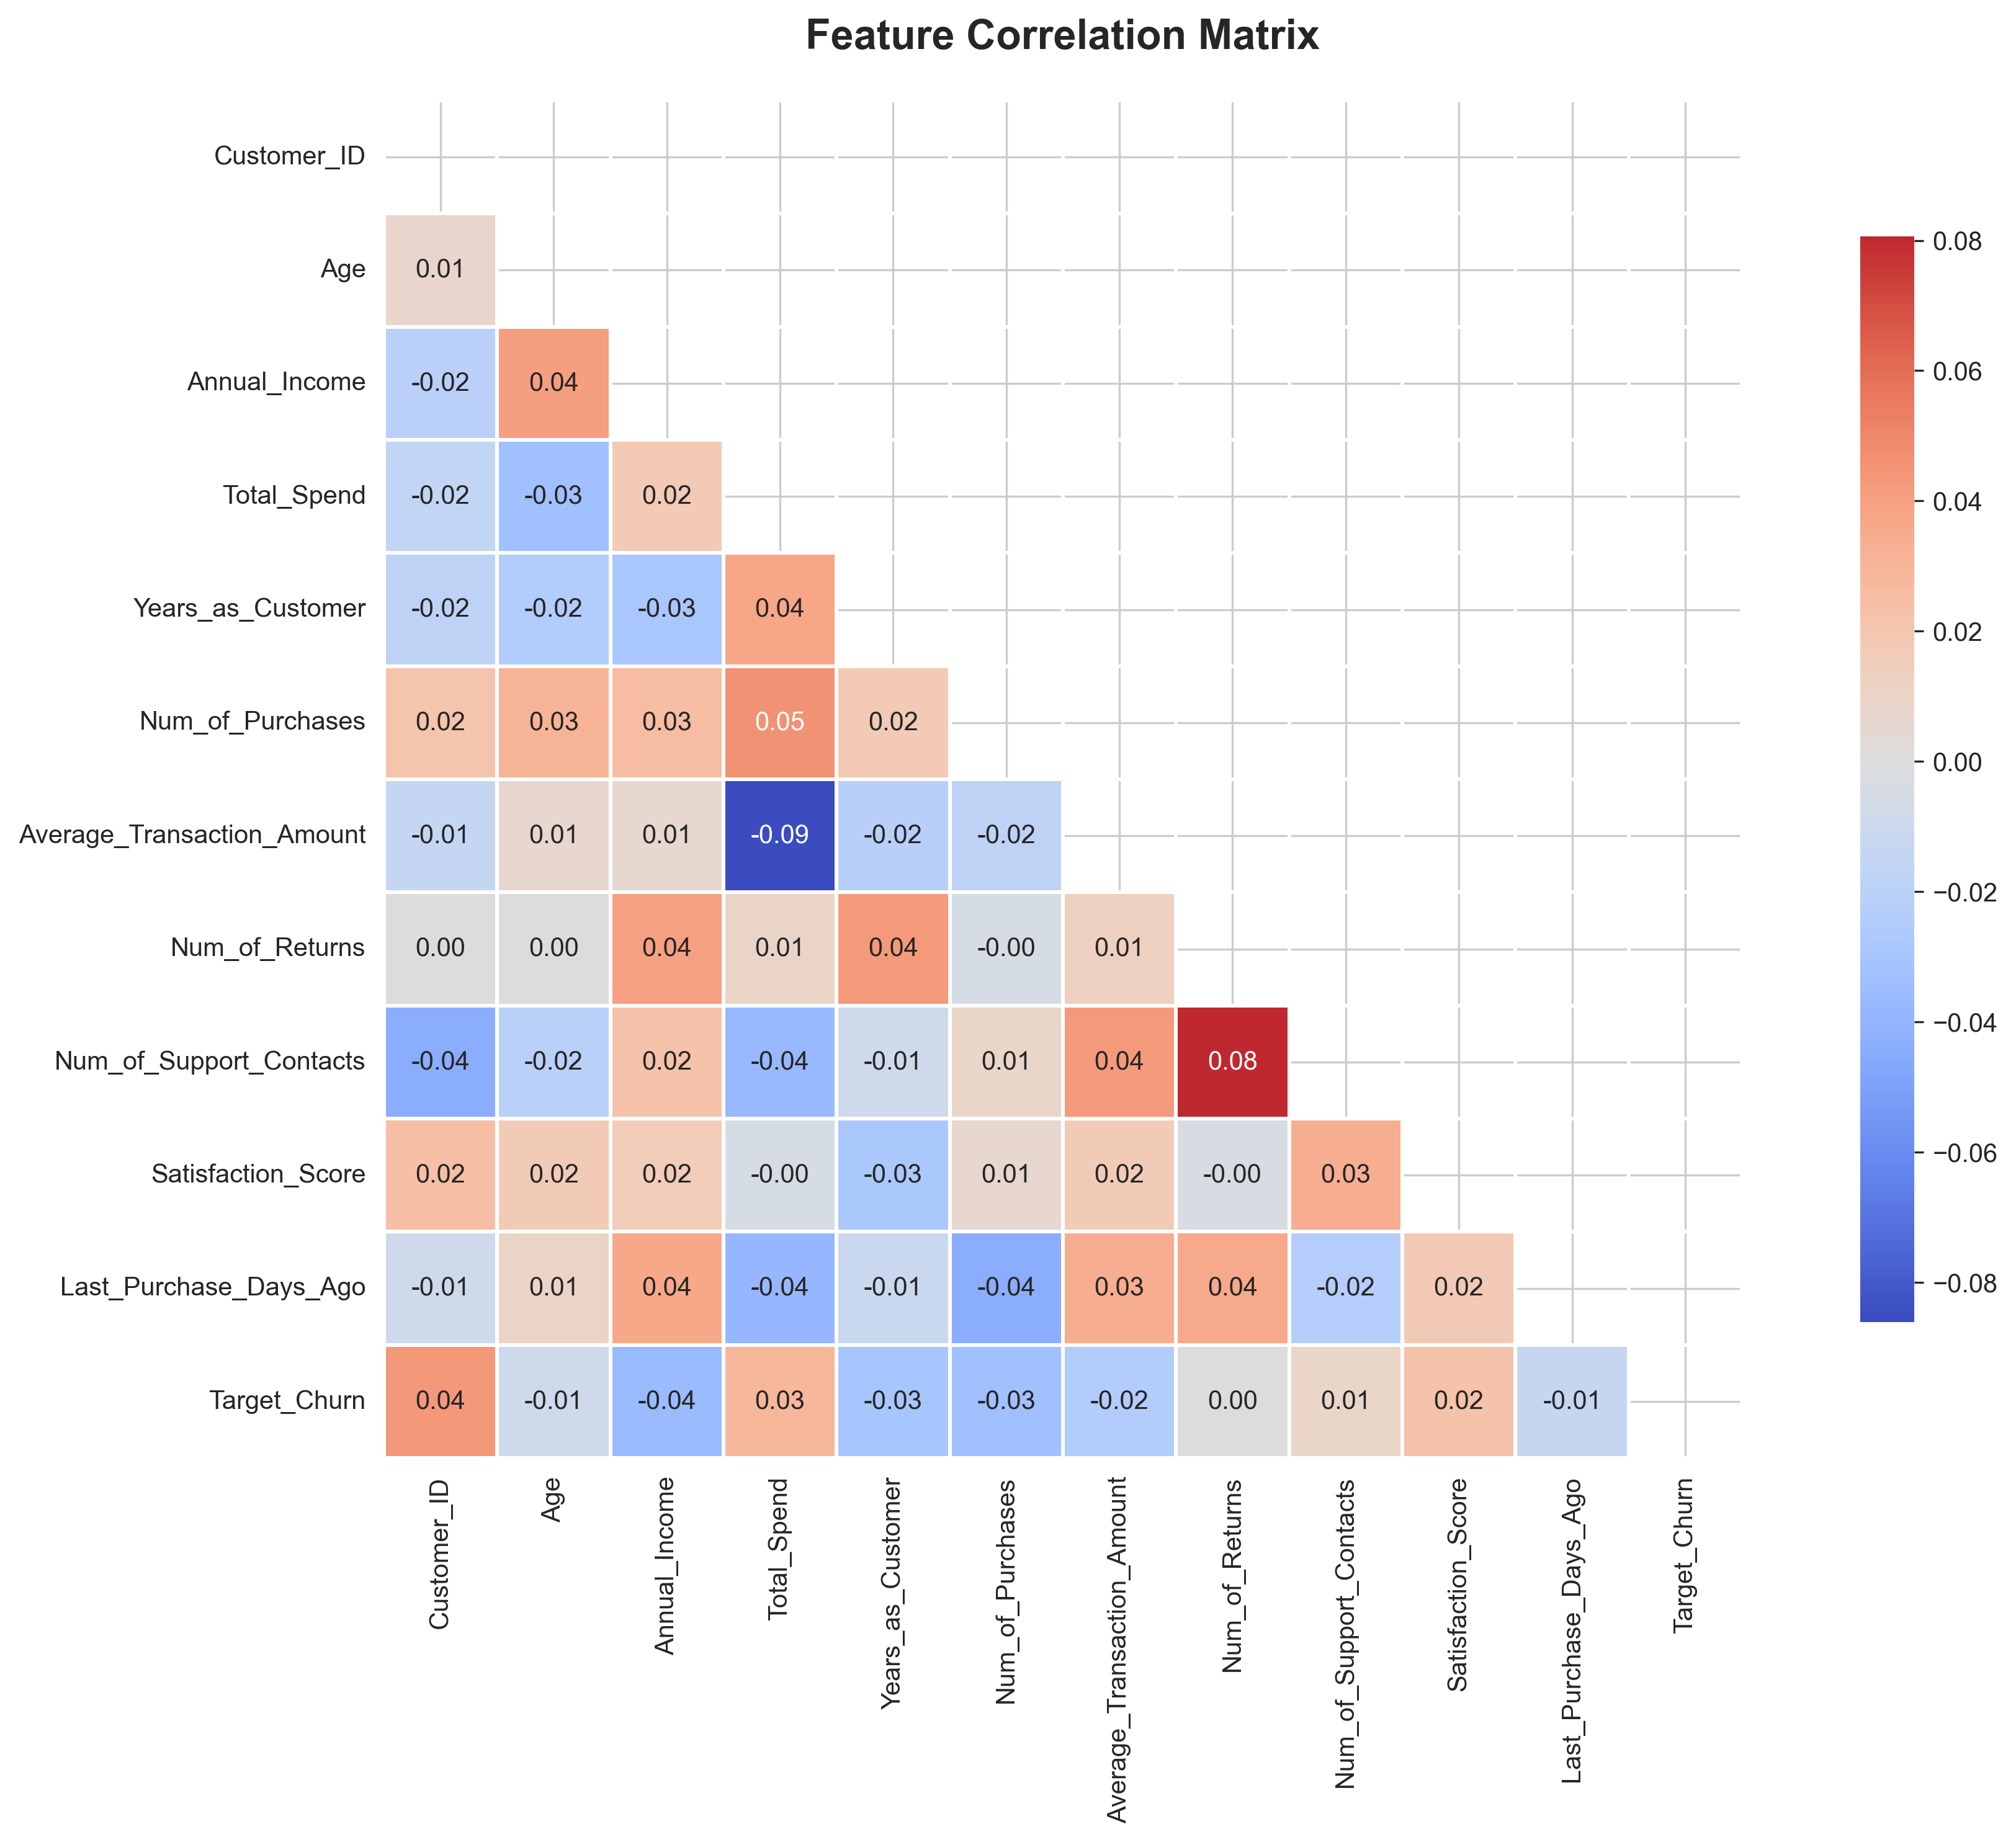 Feature Correlation Matrix
Customer_ID
Age 0.01
Annual_Income -0.02 0.04
Total_Spend -0.02 -0.03 0.02
Years_as_Customer -0.02 -0.02 -0.03 0.04
Num_of_Purchases 0.02 0.03 0.03 0.05 0.02
Average_Transaction_Amount -0.01 0.01 0.01 -0.09 -0.02 -0.02
Num_of_Returns 0.00 0.00 0.04 0.01 0.04 -0.00 0.01
Num_of_Support_Contacts -0.04 -0.02 0.02 -0.04 -0.01 0.01 0.04 0.08
Satisfaction_Score 0.02 0.02 0.02 -0.00 -0.03 0.01 0.02 -0.00 0.03
Last_Purchase_Days_Ago -0.01 0.01 0.04 -0.04 -0.01 -0.04 0.03 0.04 -0.02 0.02
Target_Churn 0.04 -0.01 -0.04 0.03 -0.03 -0.03 -0.02 0.00 0.01 0.02 -0.01
Customer_ID
Age
Annual_Income
Total_Spend
Years_as_Customer
Num_of_Purchases
Average_Transaction_Amount
Num_of_Returns
Num_of_Support_Contacts
Satisfaction_Score
Last_Purchase_Days_Ago
Target_Churn
0.08
0.06
0.04
0.02
0.00
−0.02
−0.04
−0.06
−0.08